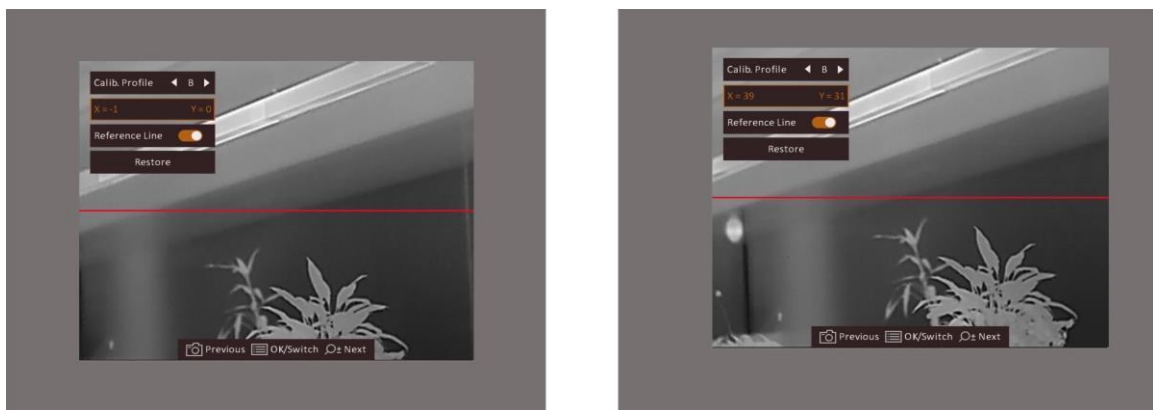 Calib. Profile B
X = -1 Y = 0
Reference Line
Restore
Previous OK/Switch Next
Calib. Profile B
X = 39 Y = 31
Reference Line
Restore
Previous OK/Switch Next